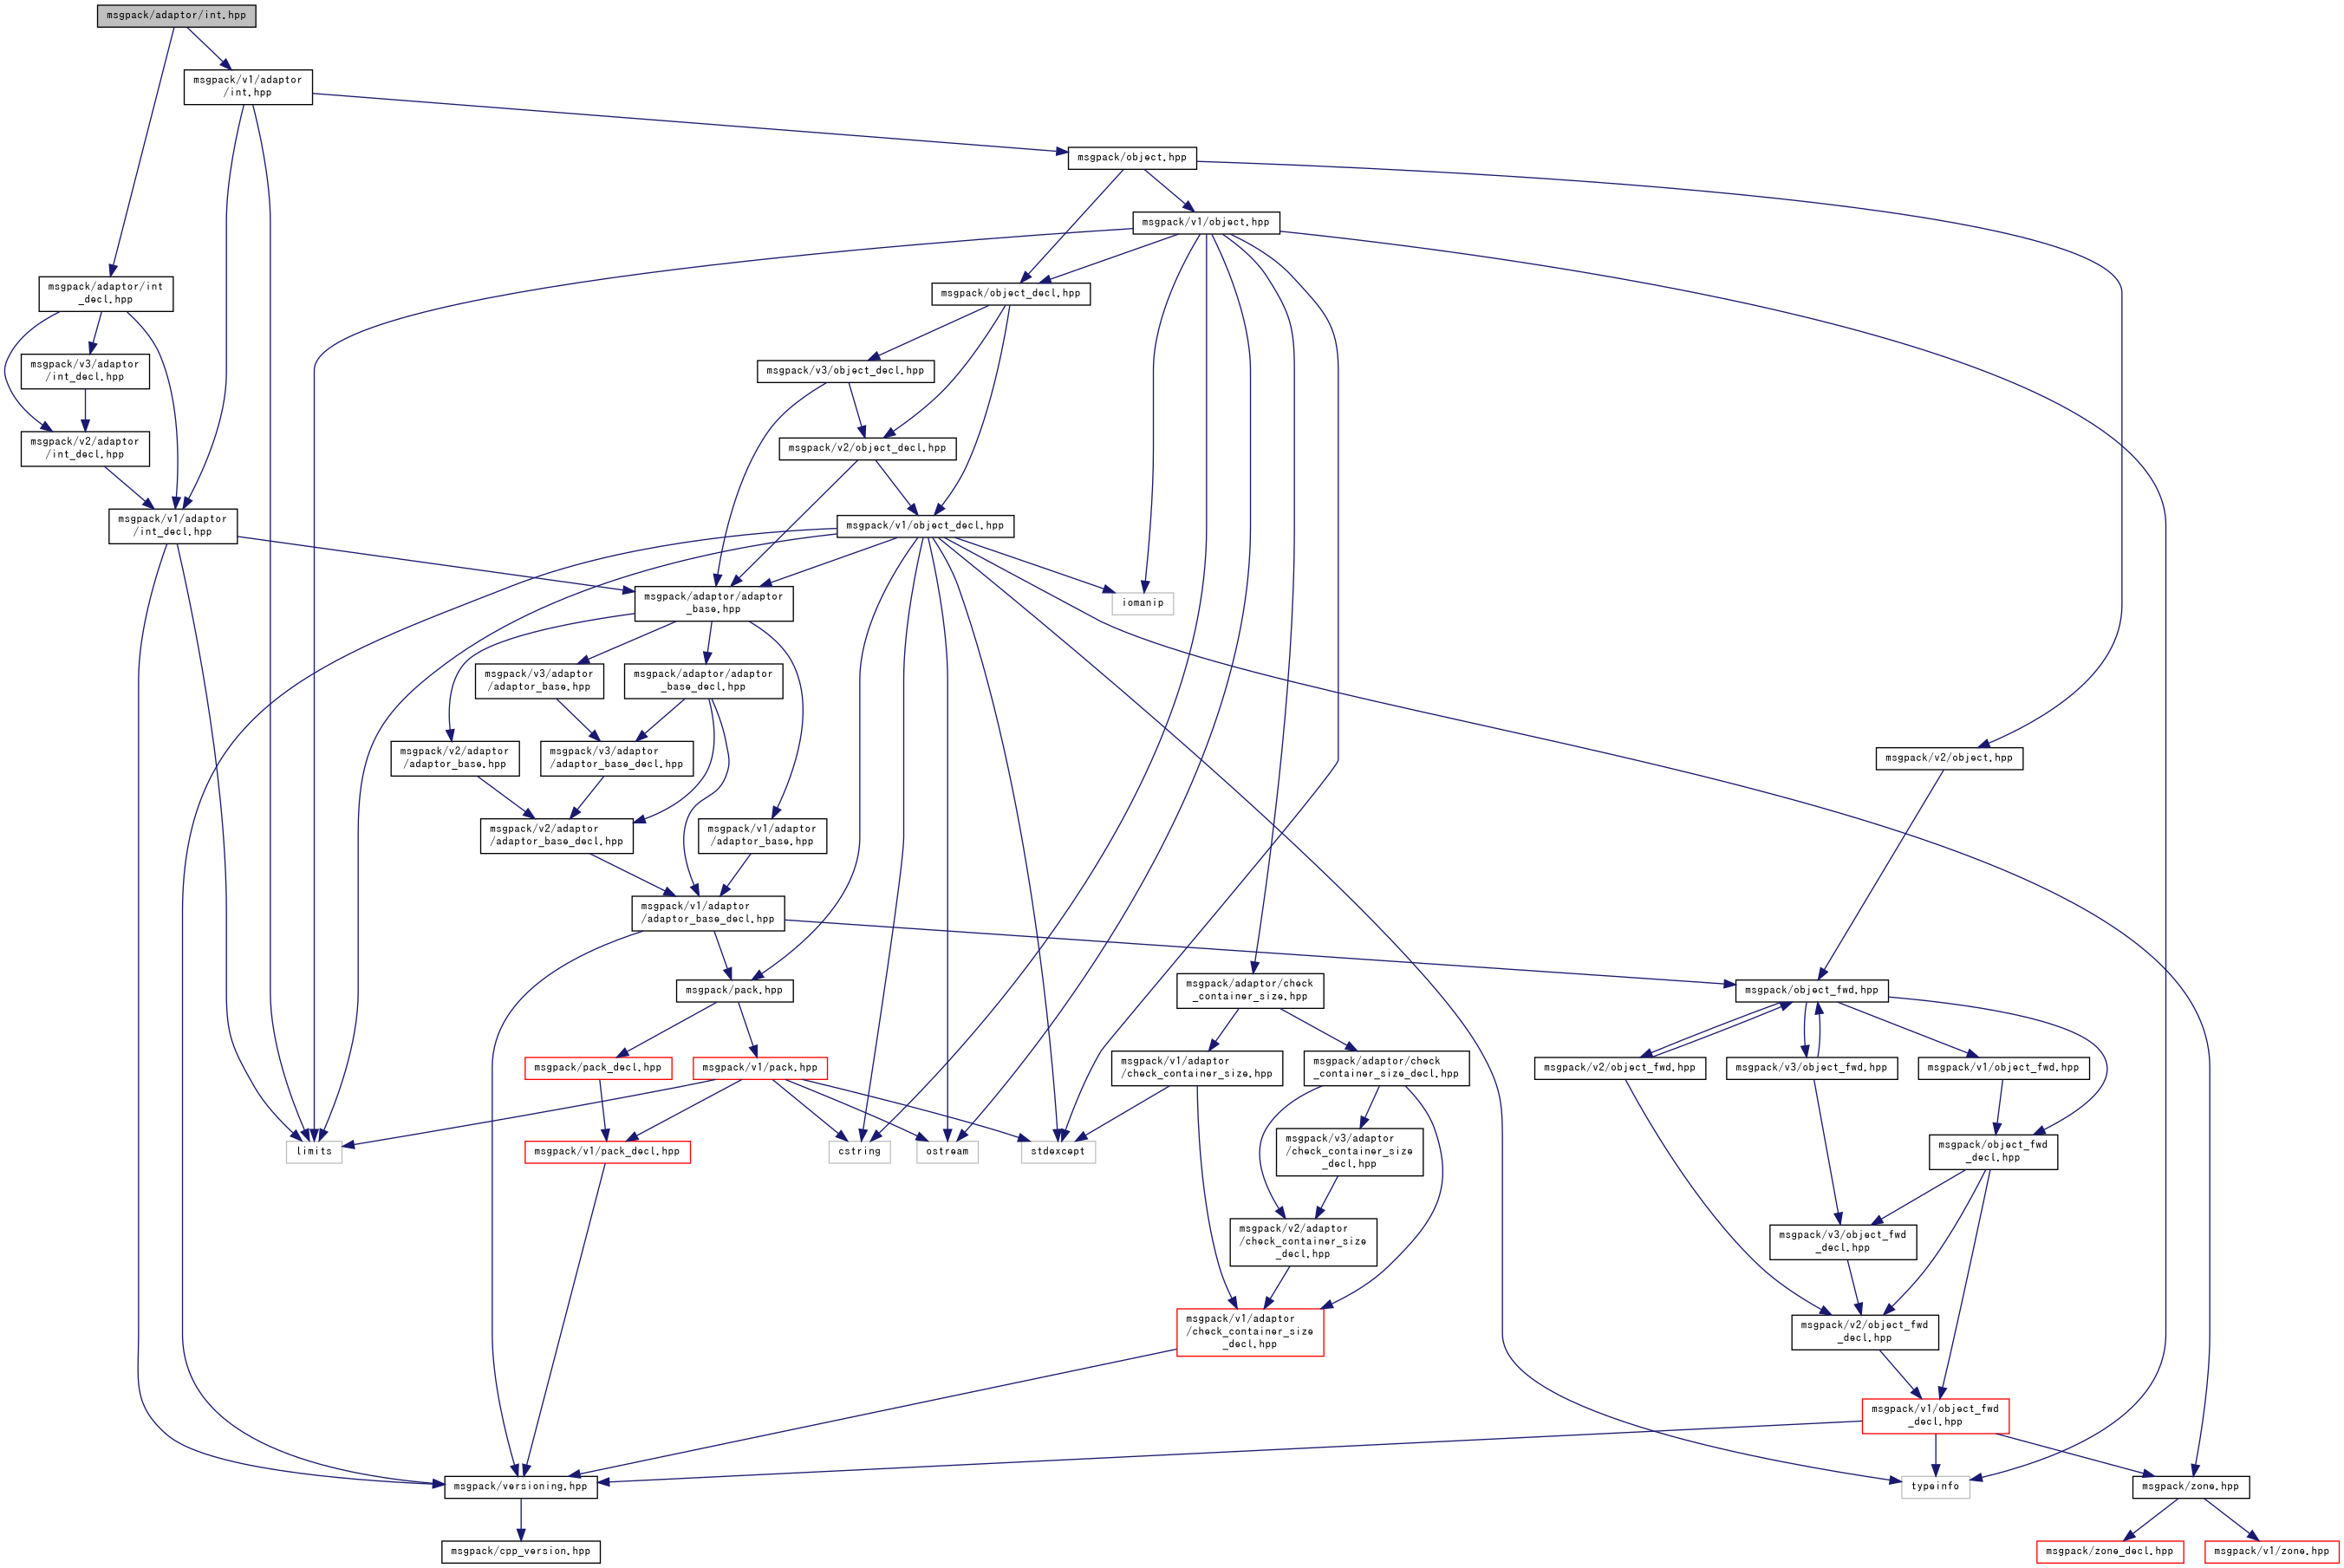 msgpack/adaptor/int.hpp
msgpack/v1/adaptor
/int.hpp
msgpack/object.hpp
msgpack/v1/object.hpp
msgpack/adaptor/int
_decl.hpp
msgpack/object_decl.hpp
msgpack/v3/adaptor
/int_decl.hpp
msgpack/v3/object_decl.hpp
msgpack/v2/adaptor
/int_decl.hpp
msgpack/v2/object_decl.hpp
msgpack/v1/adaptor
/int_decl.hpp
msgpack/v1/object_decl.hpp
msgpack/adaptor/adaptor
_base.hpp
iomanip
msgpack/v3/adaptor
/adaptor_base.hpp
msgpack/adaptor/adaptor
_base_decl.hpp
msgpack/v2/adaptor
/adaptor_base.hpp
msgpack/v3/adaptor
/adaptor_base_decl.hpp
msgpack/v2/object.hpp
msgpack/v2/adaptor
/adaptor_base_decl.hpp
msgpack/v1/adaptor
/adaptor_base.hpp
msgpack/v1/adaptor
/adaptor_base_decl.hpp
msgpack/pack.hpp
msgpack/adaptor/check
_container_size.hpp
msgpack/object_fwd.hpp
msgpack/pack_decl.hpp
msgpack/v1/pack.hpp
msgpack/v1/adaptor
/check_container_size.hpp
msgpack/adaptor/check
_container_size_decl.hpp
msgpack/v2/object_fwd.hpp
msgpack/v3/object_fwd.hpp
msgpack/v1/object_fwd.hpp
limits
msgpack/v1/pack_decl.hpp
cstring
ostream
stdexcept
msgpack/v3/adaptor
/check_container_size
_decl.hpp
msgpack/object_fwd
_decl.hpp
msgpack/v2/adaptor
/check_container_size
_decl.hpp
msgpack/v3/object_fwd
_decl.hpp
msgpack/v1/adaptor
/check_container_size
_decl.hpp
msgpack/v2/object_fwd
_decl.hpp
msgpack/v1/object_fwd
_decl.hpp
msgpack/versioning.hpp
typeinfo
msgpack/zone.hpp
msgpack/cpp_version.hpp
msgpack/zone_decl.hpp
msgpack/v1/zone.hpp